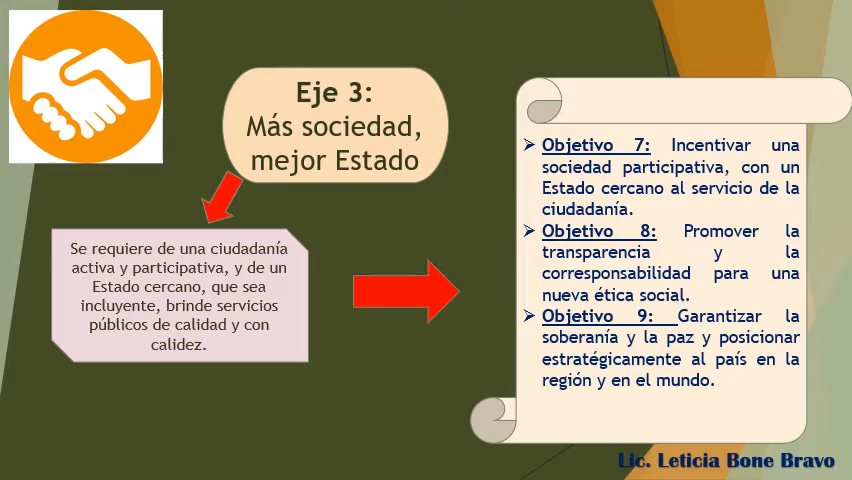 Eje 3:
Más sociedad,
mejor Estado
Se requiere de una ciudadanía
activa y participativa, y de un
Estado cercano, que sea
incluyente, brinde servicios
públicos de calidad y con
calidez.
➢ Objetivo 7: Incentivar una
sociedad participativa, con un
Estado cercano al servicio de la
ciudadanía.
➢ Objetivo 8: Promover la
transparencia y la
corresponsabilidad para una
nueva ética social.
➢ Objetivo 9: Garantizar la
soberanía y la paz y posicionar
estratégicamente al país en la
región y en el mundo.
Lic. Leticia Bone Bravo